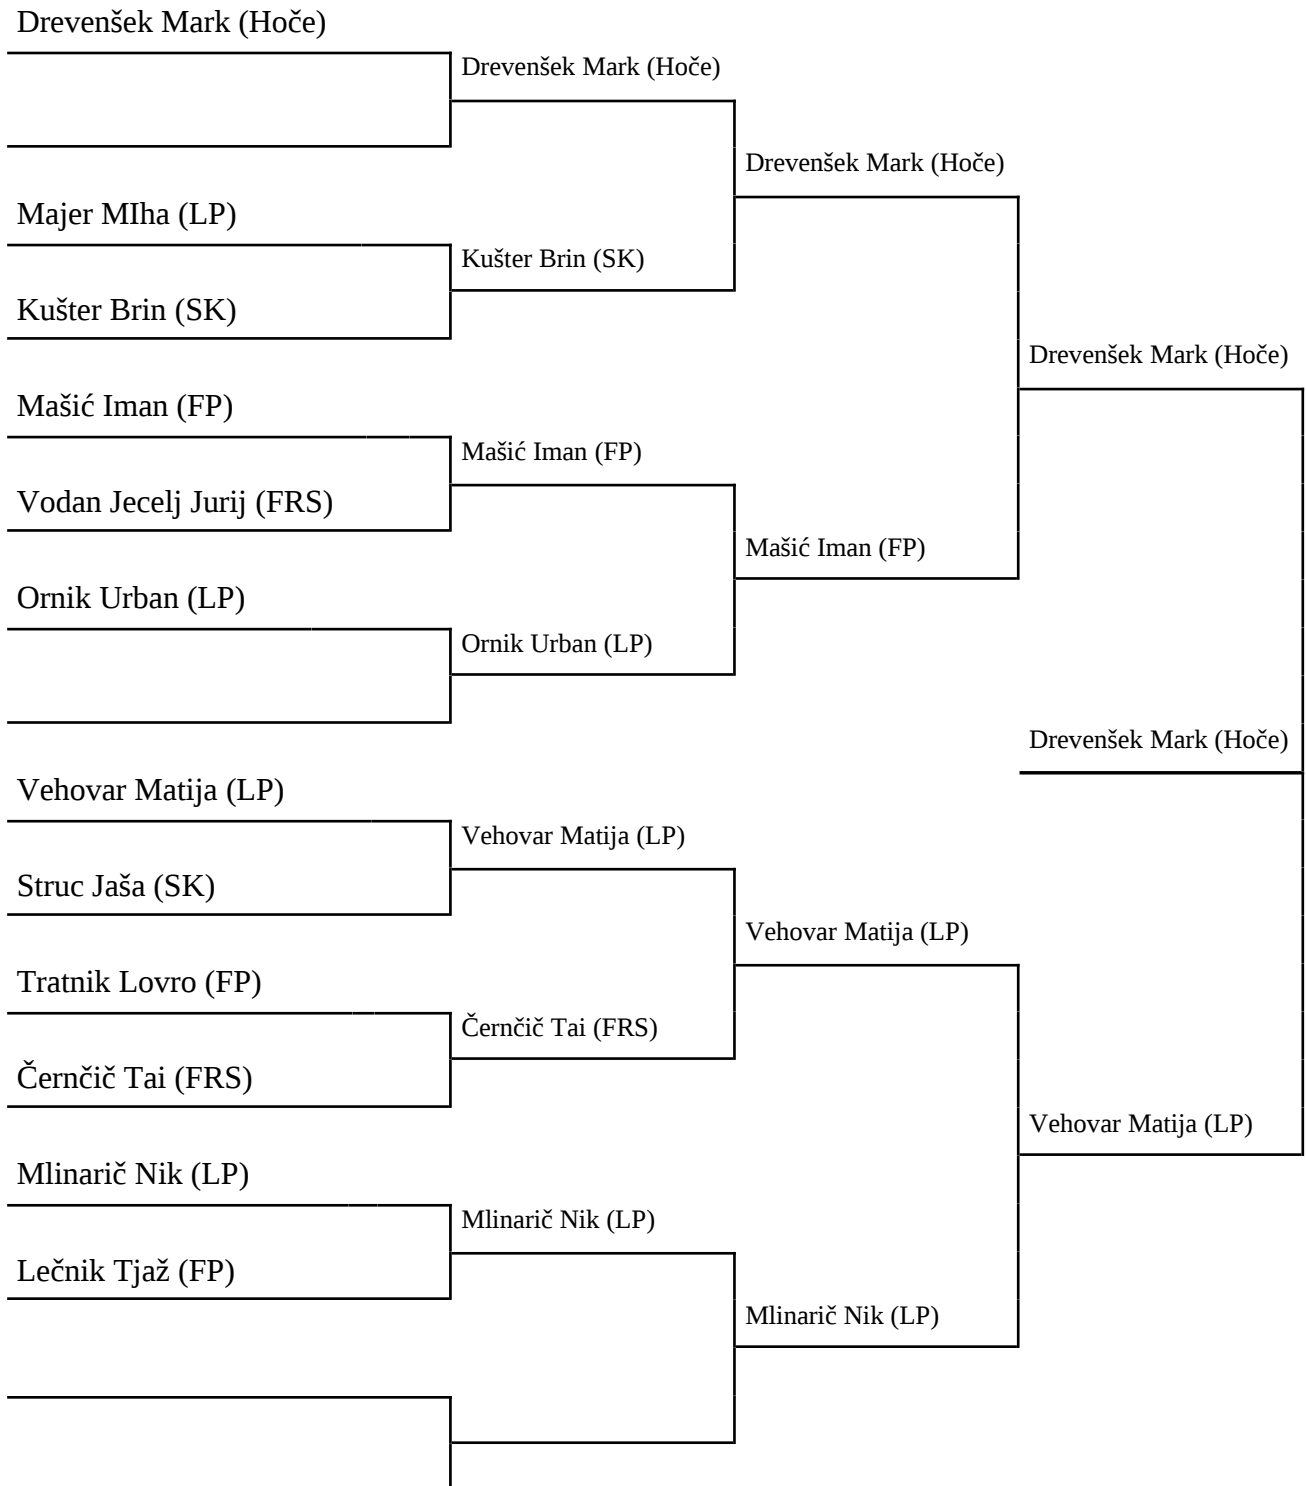 Drevenšek Mark (Hoče)
Drevenšek Mark (Hoče)
Drevenšek Mark (Hoče)
Majer MIha (LP)
Kušter Brin (SK)
Kušter Brin (SK)
Drevenšek Mark (Hoče)
Mašić Iman (FP)
Mašić Iman (FP)
Vodan Jecelj Jurij (FRS)
Mašić Iman (FP)
Ornik Urban (LP)
Ornik Urban (LP)
Drevenšek Mark (Hoče)
Vehovar Matija (LP)
Vehovar Matija (LP)
Struc Jaša (SK)
Vehovar Matija (LP)
Tratnik Lovro (FP)
Černčič Tai (FRS)
Černčič Tai (FRS)
Vehovar Matija (LP)
Mlinarič Nik (LP)
Mlinarič Nik (LP)
Lečnik Tjaž (FP)
Mlinarič Nik (LP)